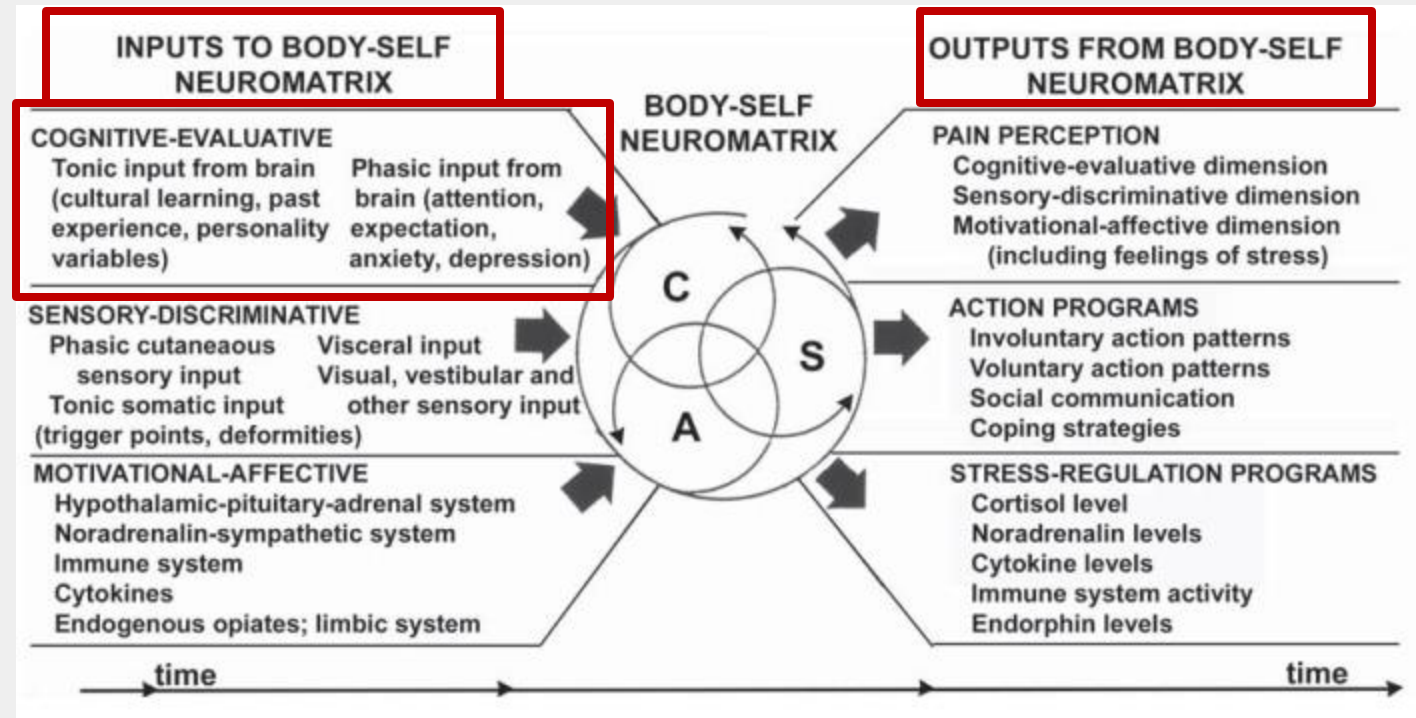 INPUTS TO BODY-SELF
NEUROMATRIX
COGNITIVE-EVALUATIVE
Tonic input from brain
(cultural learning, past
experience, personality
variables)
Phasic input from
brain (attention,
expectation,
anxiety, depression)
SENSORY-DISCRIMINATIVE
Phasic cutaneaous
sensory input
Tonic somatic input
(trigger points, deformities)
Visceral input
Visual, vestibular and
other sensory input
MOTIVATIONAL-AFFECTIVE
Hypothalamic-pituitary-adrenal system
Noradrenalin-sympathetic system
Immune system
Cytokines
Endogenous opiates; limbic system
BODY-SELF
NEUROMATRIX
C
S
A
OUTPUTS FROM BODY-SELF
NEUROMATRIX
PAIN PERCEPTION
Cognitive-evaluative dimension
Sensory-discriminative dimension
Motivational-affective dimension
(including feelings of stress)
ACTION PROGRAMS
Involuntary action patterns
Voluntary action patterns
Social communication
Coping strategies
STRESS-REGULATION PROGRAMS
Cortisol level
Noradrenalin levels
Cytokine levels
Immune system activity
Endorphin levels
time
time